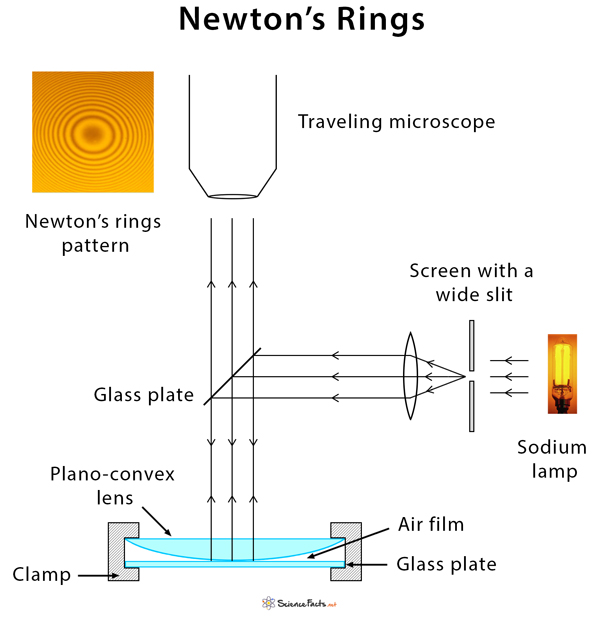 Newton's Rings
Traveling microscope
Newton's rings
pattern
Screen with a
wide slit
Glass plate
Sodium
lamp
Plano-convex
lens
Air film
Glass plate
Clamp
ScienceFacts.net